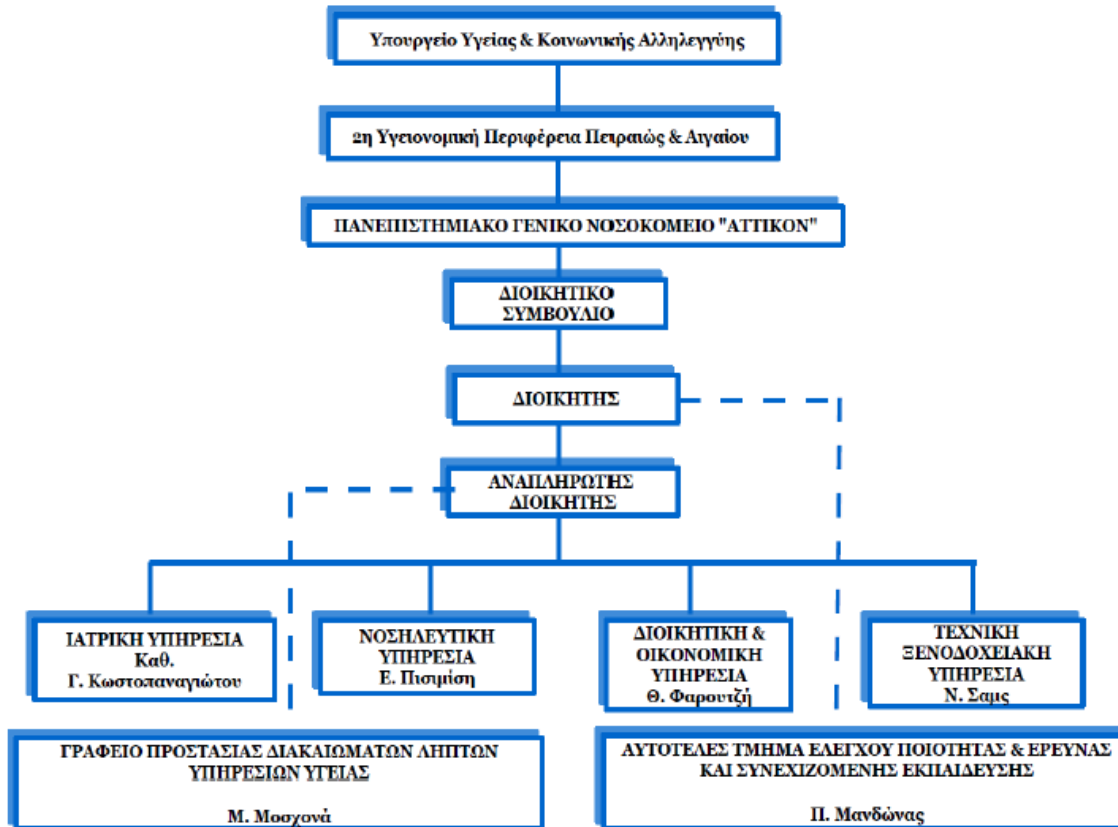 Υπουργείο Υγείας & Κοινωνικής Αλληλεγγύης
2η Υγειονομική Περιφέρεια Πειραιώς & Αιγαίου
ΠΑΝΕΠΙΣΤΗΜΙΑΚΟ ΓΕΝΙΚΟ ΝΟΣΟΚΟΜΕΙΟ "ΑΤΤΙΚΟΝ"
ΔΙΟΙΚΗΤΙΚΟ
ΣΥΜΒΟΥΛΙΟ
ΔΙΟΙΚΗΤΗΣ
ΑΝΑΠΛΗΡΩΤΗΣ
ΔΙΟΙΚΗΤΗΣ
ΙΑΤΡΙΚΗ ΥΠΗΡΕΣΙΑ
Καθ.
Γ. Κωστοπαναγιώτου
ΝΟΣΗΛΕΥΤΙΚΗ
ΥΠΗΡΕΣΙΑ
Ε. Πισιμίση
ΔΙΟΙΚΗΤΙΚΗ &
ΟΙΚΟΝΟΜΙΚΗ
ΥΠΗΡΕΣΙΑ
Θ. Φαρουτζή
ΤΕΧΝΙΚΗ
ΞΕΝΟΔΟΧΕΙΑΚΗ
ΥΠΗΡΕΣΙΑ
Ν. Σαμς
ΓΡΑΦΕΙΟ ΠΡΟΣΤΑΣΙΑΣ ΔΙΑΚΑΙΩΜΑΤΩΝ ΛΗΠΤΩΝ
ΥΠΗΡΕΣΙΩΝ ΥΓΕΙΑΣ
Μ. Μοσχονά
ΑΥΤΟΤΕΛΕΣ ΤΜΗΜΑ ΕΛΕΓΧΟΥ ΠΟΙΟΤΗΤΑΣ & ΕΡΕΥΝΑΣ
ΚΑΙ ΣΥΝΕΧΙΖΟΜΕΝΗΣ ΕΚΠΑΙΔΕΥΣΗΣ
Π. Μανδώνας